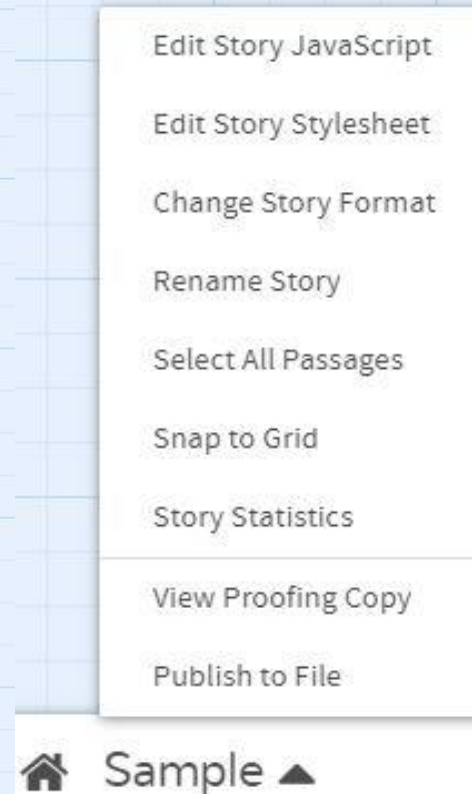 Edit Story JavaScript
Edit Story Stylesheet
Change Story Format
Rename Story
Select All Passages
Snap to Grid
Story Statistics
View Proofing Copy
Publish to File
Sample